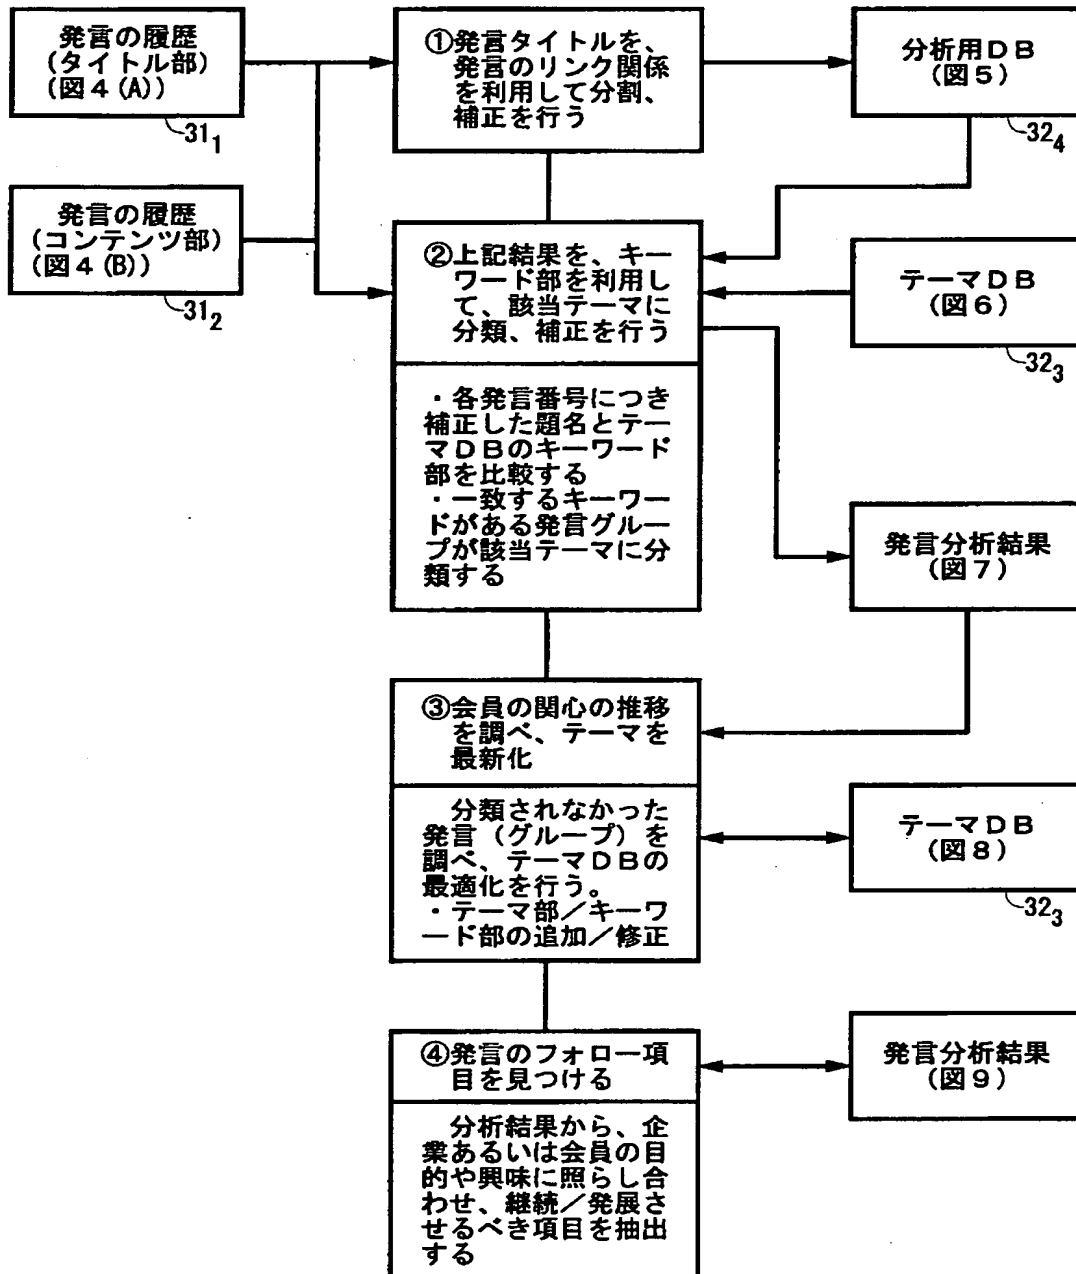 発言の履歴
(タイトル部)
(図4(A))
31₁
発言の履歴
(コンテンツ部)
(図4(B))
31₂
①発言タイトルを、
発言のリンク関係
を利用して分割、
補正を行う
分析用DB
(図5)
32₄
②上記結果を、キー
ワード部を利用し
て、該当テーマに
分類、補正を行う
・各発言番号につき
補正した題名とテー
マDBのキーワード
部を比較する
・一致するキーワー
ドがある発言グルー
プが該当テーマに分
類する
テーマDB
(図6)
32₃
発言分析結果
(図7)
③会員の関心の推移
を調べ、テーマを
最新化
分類されなかった
発言(グループ)を
調べ、テーマDBの
最適化を行う。
・テーマ部/キーワ
ード部の追加/修正
テーマDB
(図8)
32₃
④発言のフォロー項
目を見つける
分析結果から、企
業あるいは会員の目
的や興味に照らし合
わせ、継続/発展さ
せるべき項目を抽出
する
発言分析結果
(図9)